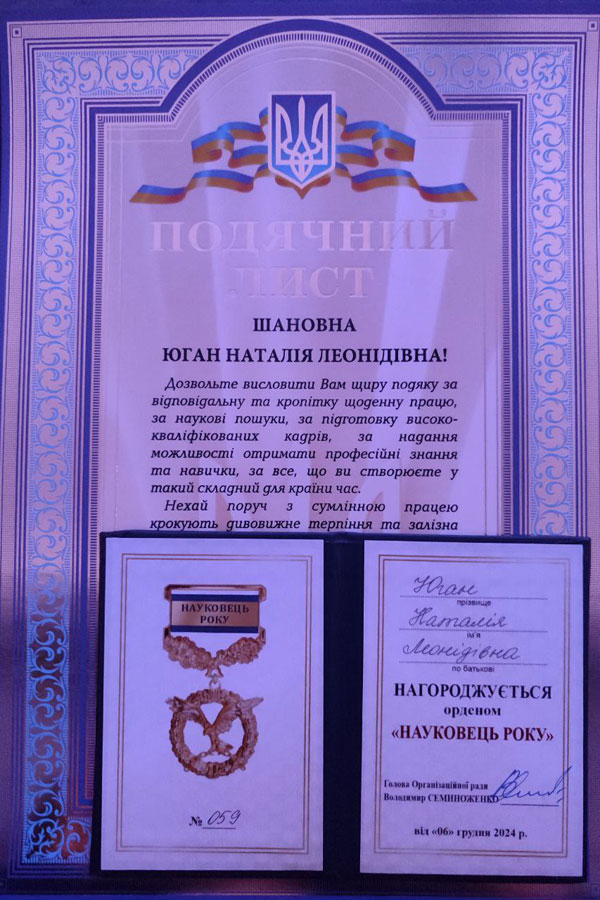 ПОДЯЧНИЙ
ЛИСТ
ШАНОВНА
ЮГАН НАТАЛІЯ ЛЕОНІДІВНА!
Дозвольте висловити Вам щиру подяку за
відповідальну та кропітку щоденну працю,
за наукові пошуки, за підготовку високо-
кваліфікованих кадрів, за надання
можливості отримати професійні знання
та навички, за все, що ви створюєте у
такий складний для країни час.
Нехай поруч з сумлінною працею
крокують дивовижне терпіння та залізна
НАУКОВЕЦЬ
РОКУ
№ 059
Юган
прізвище
Наталія
ім'я
Леонідівна
по батькові
НАГОРОДЖУЄТЬСЯ
орденом
«НАУКОВЕЦЬ РОКУ»
Голова Організаційної ради
Володимир СЕМИНОЖЕНКО
від «06» грудня 2024 р.